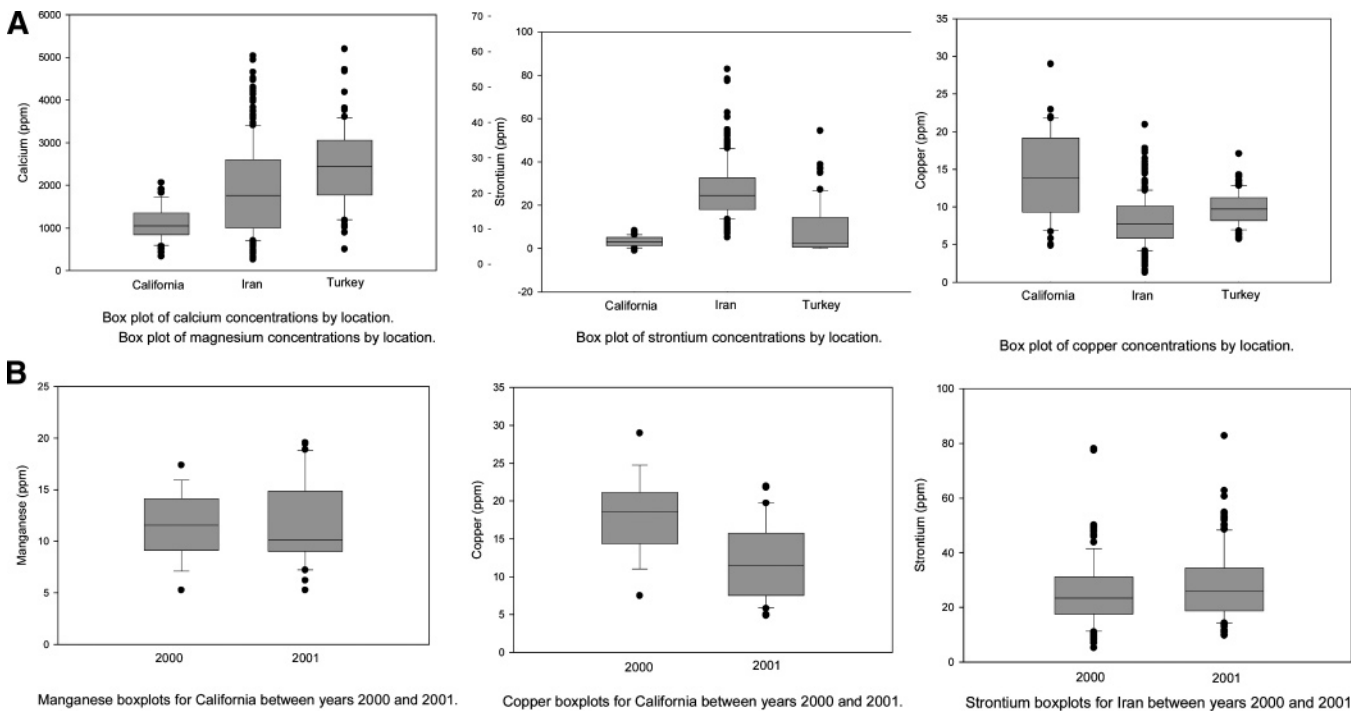 A
6000
5000
4000
3000
2000
1000
0
Calcium (ppm)
California Iran Turkey
Box plot of calcium concentrations by location.
Box plot of magnesium concentrations by location.
70 -
60 -
50 -
40 -
30 -
20 -
10 -
0 -
100
80
60
40
20
0
-20
Strontium (ppm)
California Iran Turkey
Box plot of strontium concentrations by location.
35
30
25
20
15
10
5
0
Copper (ppm)
California Iran Turkey
Box plot of copper concentrations by location.
B
25
20
15
10
5
0
Manganese (ppm)
2000 2001
Manganese boxplots for California between years 2000 and 2001.
35
30
25
20
15
10
5
0
Copper (ppm)
2000 2001
Copper boxplots for California between years 2000 and 2001.
100
80
60
40
20
0
Strontium (ppm)
2000 2001
Strontium boxplots for Iran between years 2000 and 2001